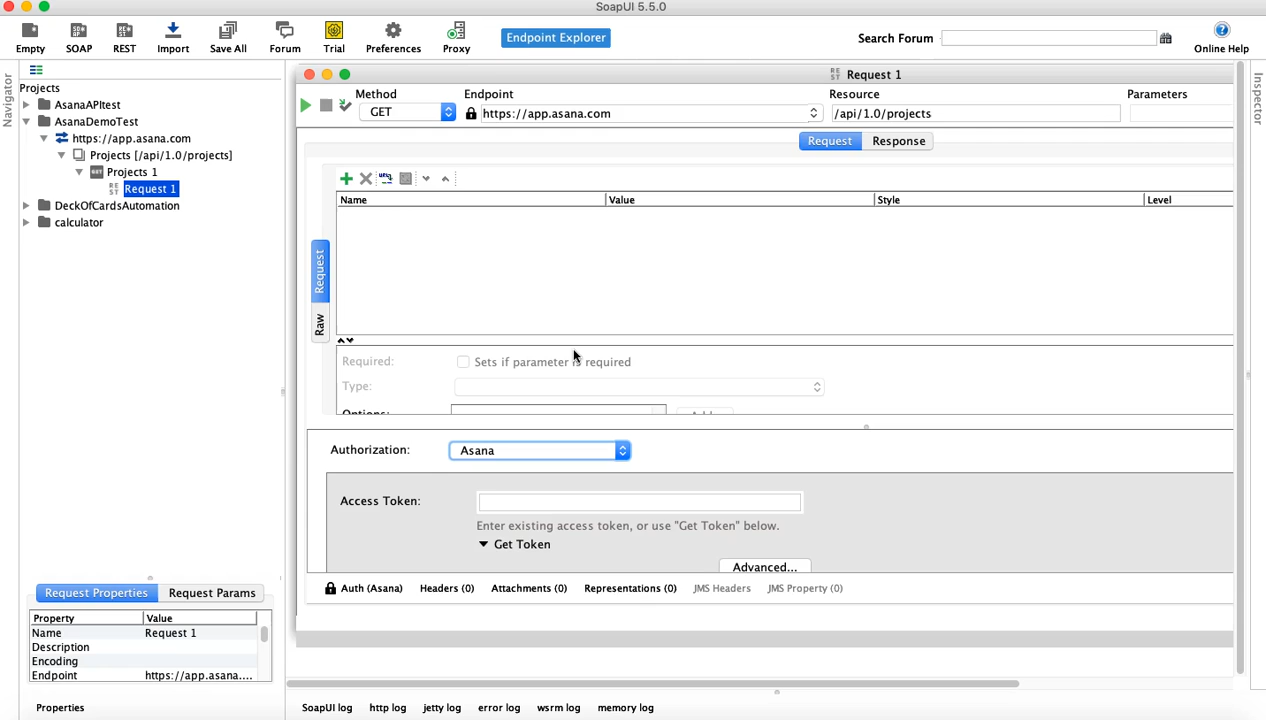 SoapUI 5.5.0
Empty SOAP REST Import Save All Forum Trial Preferences Proxy
Endpoint Explorer
Search Forum
Online Help
Navigator
Projects
AsanaAPItest
AsanaDemoTest
https://app.asana.com
Projects [/api/1.0/projects]
Projects 1
Request 1
DeckOfCardsAutomation
calculator
Request 1
Method Endpoint Resource Parameters
GET https://app.asana.com /api/1.0/projects
Request Response
Name Value Style Level
Request
Raw
Required: Sets if parameter is required
Type:
Options:
Authorization: Asana
Access Token:
Enter existing access token, or use "Get Token" below.
Get Token
Advanced...
Auth (Asana) Headers (0) Attachments (0) Representations (0) JMS Headers JMS Property (0)
Inspector
Request Properties Request Params
Property Value
Name Request 1
Description
Encoding
Endpoint https://app.asana....
Properties
SoapUI log http log jetty log error log wsrm log memory log